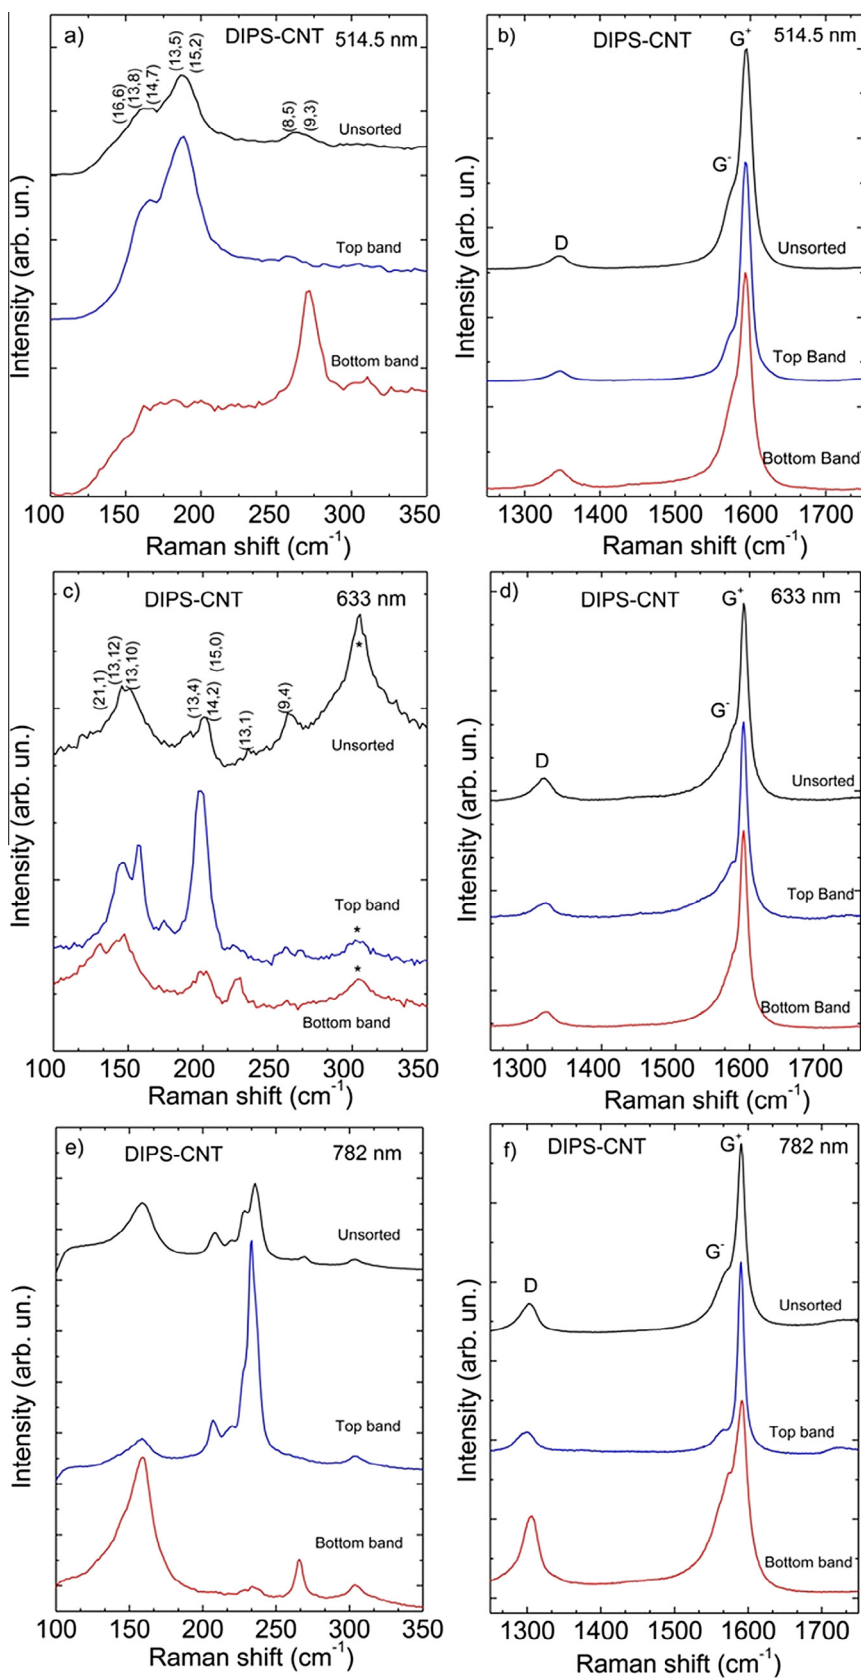 a) DIPS-CNT 514.5 nm
(16,6)
(13,8)
(14,7)
(13,5)
(15,2)
(8,5)
(9,3)
Unsorted
Top band
Bottom band
Intensity (arb. un.)
100 150 200 250 300 350
Raman shift (cm⁻¹)
b) DIPS-CNT G⁺ 514.5 nm
G⁻
D
Unsorted
Top Band
Bottom Band
Intensity (arb. un.)
1300 1400 1500 1600 1700
Raman shift (cm⁻¹)
c) DIPS-CNT 633 nm
(21,1)
(13,12)
(13,10)
(13,4)
(14,2)
(15,0)
(13,1)
(9,4)
*
Unsorted
Top band
*
*
Bottom band
Intensity (arb. un.)
100 150 200 250 300 350
Raman shift (cm⁻¹)
d) DIPS-CNT G⁺ 633 nm
G⁻
D
Unsorted
Top Band
Bottom Band
Intensity (arb. un.)
1300 1400 1500 1600 1700
Raman shift (cm⁻¹)
e) DIPS-CNT 782 nm
Unsorted
Top band
Bottom band
Intensity (arb. un.)
100 150 200 250 300 350
Raman shift (cm⁻¹)
f) DIPS-CNT G⁺ 782 nm
G⁻
D
Unsorted
Top band
Bottom band
Intensity (arb. un.)
1300 1400 1500 1600 1700
Raman shift (cm⁻¹)